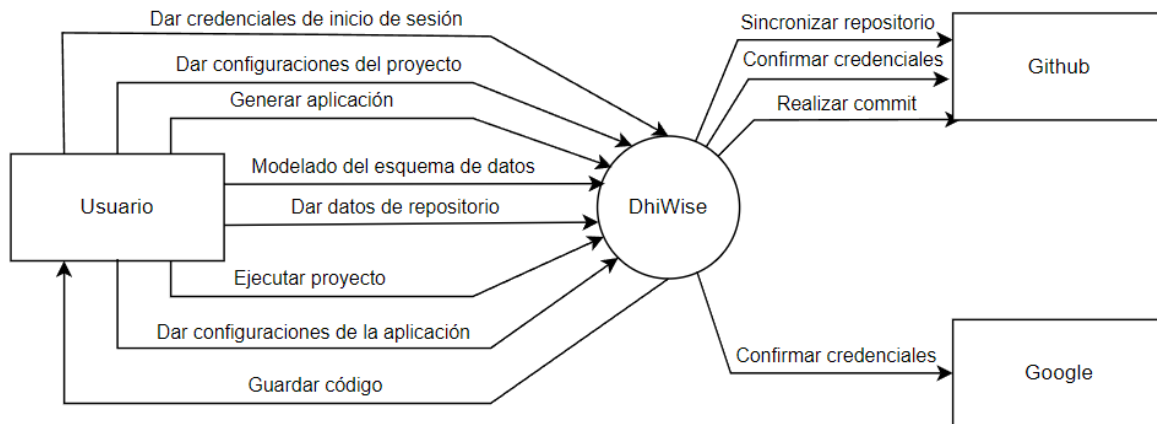 Dar credenciales de inicio de sesión
Sincronizar repositorio
Dar configuraciones del proyecto
Confirmar credenciales
Github
Generar aplicación
Realizar commit
Modelado del esquema de datos
Usuario
Dar datos de repositorio
DhiWise
Ejecutar proyecto
Dar configuraciones de la aplicación
Confirmar credenciales
Guardar código
Google